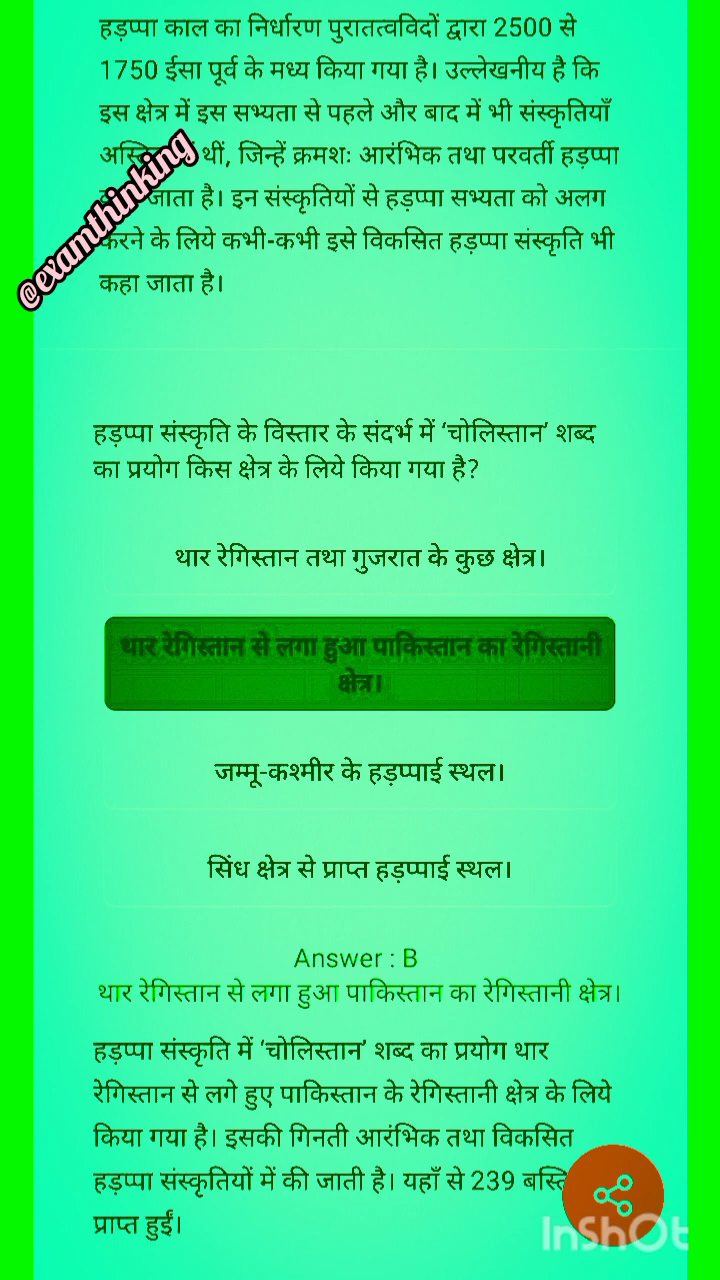 हड़प्पा काल का निर्धारण पुरातत्वविदों द्वारा 2500 से
1750 ईसा पूर्व के मध्य किया गया है। उल्लेखनीय है कि
इस क्षेत्र में इस सभ्यता से पहले और बाद में भी संस्कृतियाँ
थीं, जिन्हें क्रमशः आरंभिक तथा परवर्ती हड़प्पा
जाता है। इन संस्कृतियों से हड़प्पा सभ्यता को अलग
करने के लिये कभी-कभी इसे विकसित हड़प्पा संस्कृति भी
कहा जाता है।
@examthinking
हड़प्पा संस्कृति के विस्तार के संदर्भ में ‘चोलिस्तान’ शब्द
का प्रयोग किस क्षेत्र के लिये किया गया है?
थार रेगिस्तान तथा गुजरात के कुछ क्षेत्र।
थार रेगिस्तान से लगा हुआ पाकिस्तान का रेगिस्तानी
क्षेत्र।
जम्मू-कश्मीर के हड़प्पाई स्थल।
सिंध क्षेत्र से प्राप्त हड़प्पाई स्थल।
Answer : B
थार रेगिस्तान से लगा हुआ पाकिस्तान का रेगिस्तानी क्षेत्र।
हड़प्पा संस्कृति में ‘चोलिस्तान’ शब्द का प्रयोग थार
रेगिस्तान से लगे हुए पाकिस्तान के रेगिस्तानी क्षेत्र के लिये
किया गया है। इसकी गिनती आरंभिक तथा विकसित
हड़प्पा संस्कृतियों में की जाती है। यहाँ से 239
प्राप्त हुईं।
InShOt